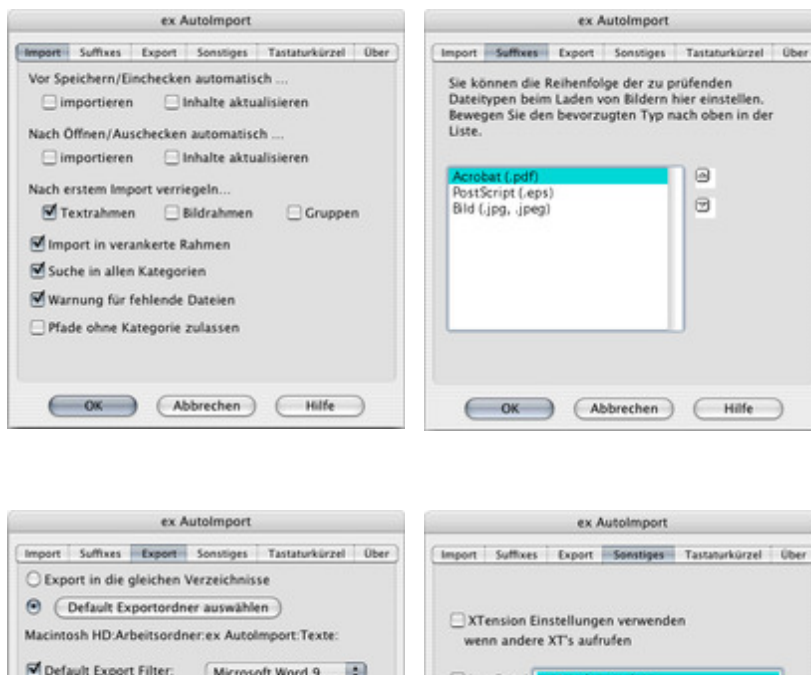 ex AutoImport
Import Suffixes Export Sonstiges Tastaturkürzel Über
Vor Speichern/Einchecken automatisch ...
importieren Inhalte aktualisieren
Nach Öffnen/Auschecken automatisch ...
importieren Inhalte aktualisieren
Nach erstem Import verriegeln...
Textrahmen Bildrahmen Gruppen
Import in verankerte Rahmen
Suche in allen Kategorien
Warnung für fehlende Dateien
Pfade ohne Kategorie zulassen
OK Abbrechen Hilfe
ex AutoImport
Import Suffixes Export Sonstiges Tastaturkürzel Über
Sie können die Reihenfolge der zu prüfenden
Dateitypen beim Laden von Bildern hier einstellen.
Bewegen Sie den bevorzugten Typ nach oben in der
Liste.
Acrobat (.pdf)
PostScript (.eps)
Bild (.jpg, .jpeg)
OK Abbrechen Hilfe
ex AutoImport
Import Suffixes Export Sonstiges Tastaturkürzel Über
Export in die gleichen Verzeichnisse
Default Exportordner auswählen
Macintosh HD:Arbeitsordner:ex AutoImport:Texte:
Default Export Filter: Microsoft Word 9
ex AutoImport
Import Suffixes Export Sonstiges Tastaturkürzel Über
XTension Einstellungen verwenden
wenn andere XT's aufrufen